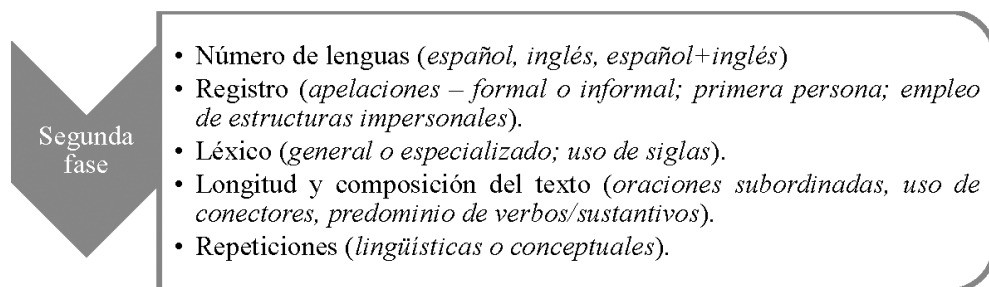 Segunda
fase
• Número de lenguas (español, inglés, español+inglés)
• Registro (apelaciones – formal o informal; primera persona; empleo
de estructuras impersonales).
• Léxico (general o especializado; uso de siglas).
• Longitud y composición del texto (oraciones subordinadas, uso de
conectores, predominio de verbos/sustantivos).
• Repeticiones (lingüísticas o conceptuales).